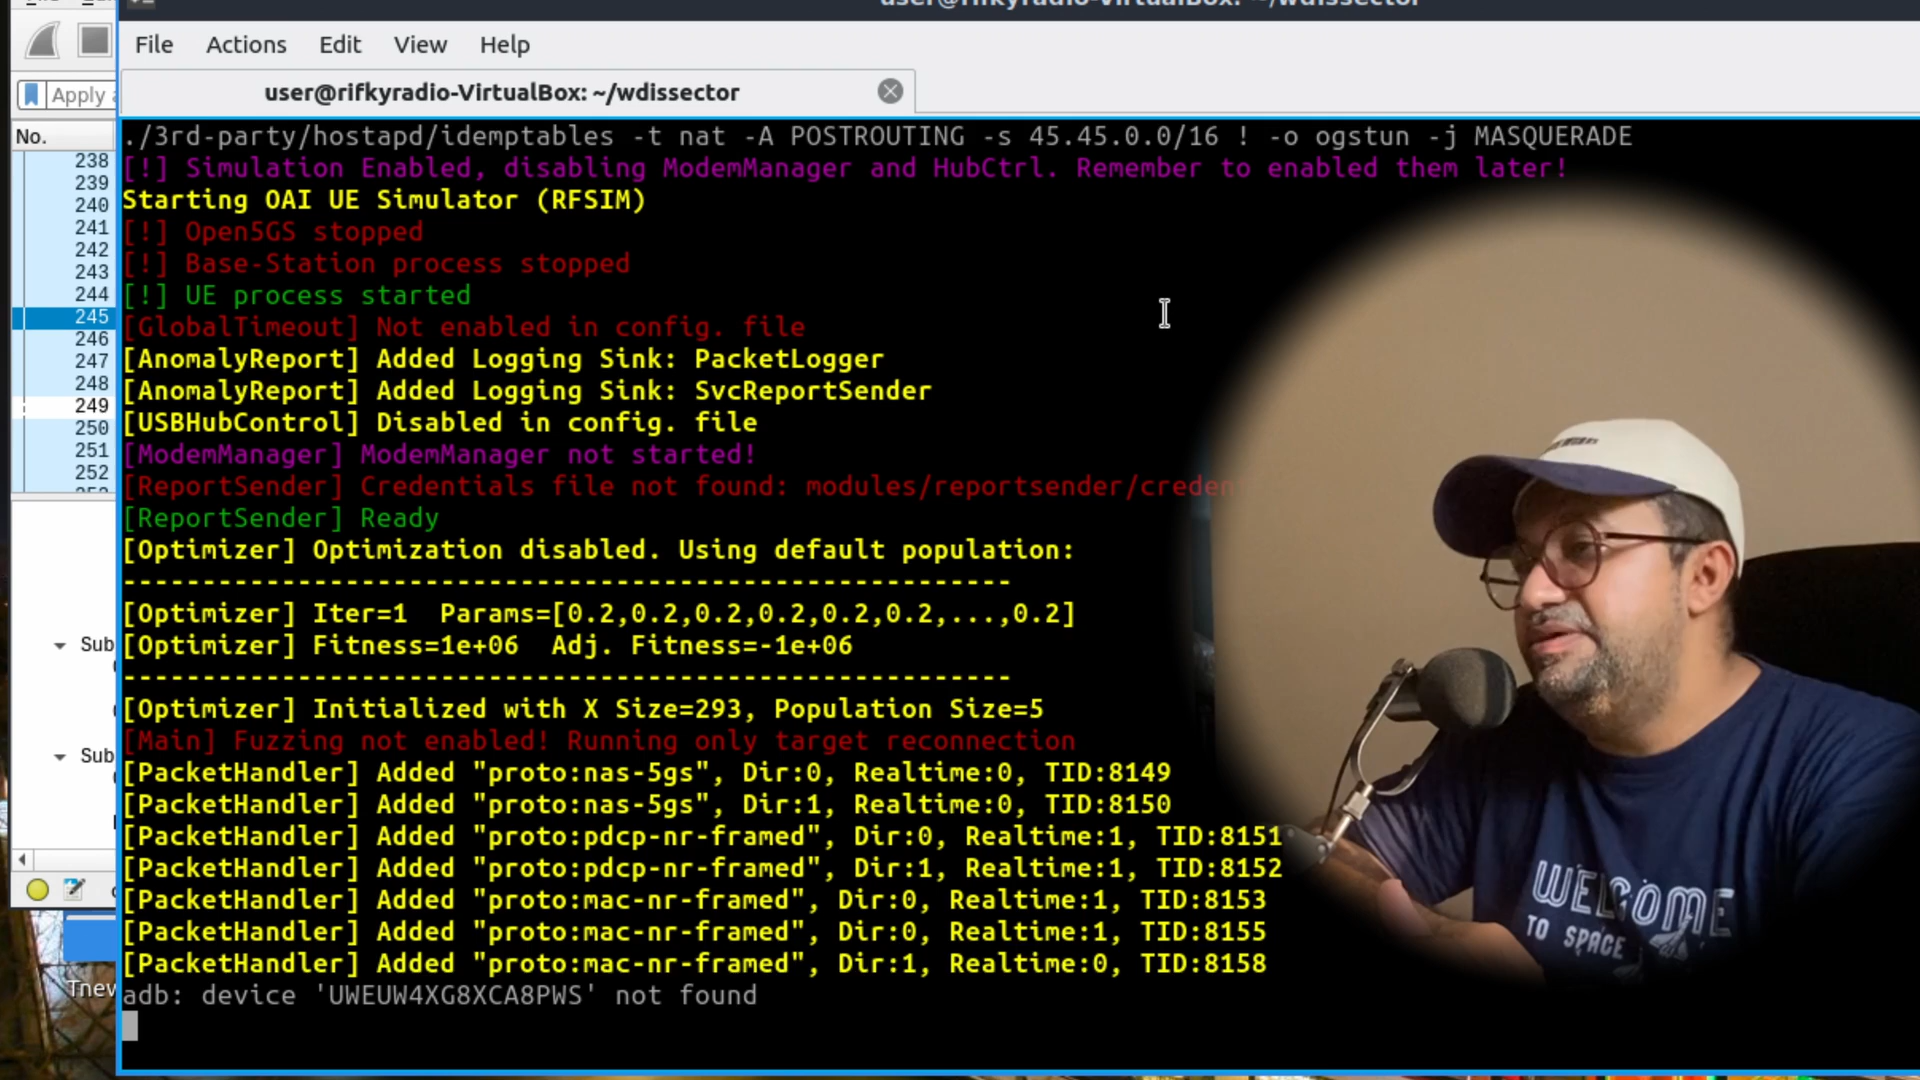 user@rifkyradio-VirtualBox: ~/wdissector
File Actions Edit View Help
user@rifkyradio-VirtualBox: ~/wdissector
Apply
No.
238
239
240
241
242
243
244
245
246
247
248
249
250
251
252
Sub
Sub
Tnew
./3rd-party/hostapd/idemptables -t nat -A POSTROUTING -s 45.45.0.0/16 ! -o ogstun -j MASQUERADE
[!] Simulation Enabled, disabling ModemManager and HubCtrl. Remember to enabled them later!
Starting OAI UE Simulator (RFSIM)
[!] Open5GS stopped
[!] Base-Station process stopped
[!] UE process started
[GlobalTimeout] Not enabled in config. file
[AnomalyReport] Added Logging Sink: PacketLogger
[AnomalyReport] Added Logging Sink: SvcReportSender
[USBHubControl] Disabled in config. file
[ModemManager] ModemManager not started!
[ReportSender] Credentials file not found: modules/reportsender/creden
[ReportSender] Ready
[Optimizer] Optimization disabled. Using default population:
--------------------------------------------------------
[Optimizer] Iter=1  Params=[0.2,0.2,0.2,0.2,0.2,0.2,...,0.2]
[Optimizer] Fitness=1e+06  Adj. Fitness=-1e+06
--------------------------------------------------------
[Optimizer] Initialized with X Size=293, Population Size=5
[Main] Fuzzing not enabled! Running only target reconnection
[PacketHandler] Added "proto:nas-5gs", Dir:0, Realtime:0, TID:8149
[PacketHandler] Added "proto:nas-5gs", Dir:1, Realtime:0, TID:8150
[PacketHandler] Added "proto:pdcp-nr-framed", Dir:0, Realtime:1, TID:8151
[PacketHandler] Added "proto:pdcp-nr-framed", Dir:1, Realtime:1, TID:8152
[PacketHandler] Added "proto:mac-nr-framed", Dir:0, Realtime:1, TID:8153
[PacketHandler] Added "proto:mac-nr-framed", Dir:0, Realtime:1, TID:8155
[PacketHandler] Added "proto:mac-nr-framed", Dir:1, Realtime:0, TID:8158
adb: device 'UWEUW4XG8XCA8PWS' not found
WELCOME
TO SPACE